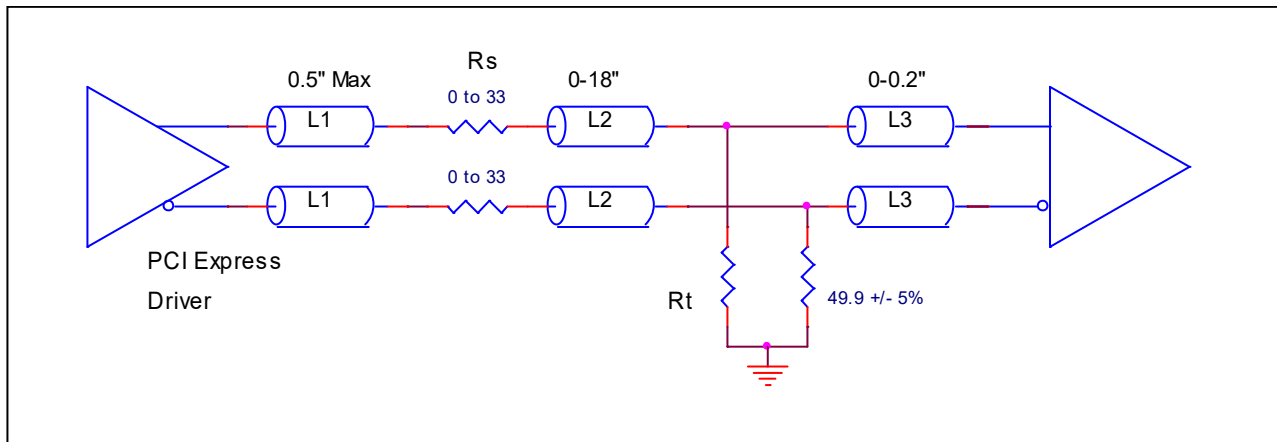 Rs
0.5" Max
0-18"
0-0.2"
0 to 33
L1
L2
L3
0 to 33
L1
L2
L3
PCI Express
Driver
Rt
49.9 +/- 5%